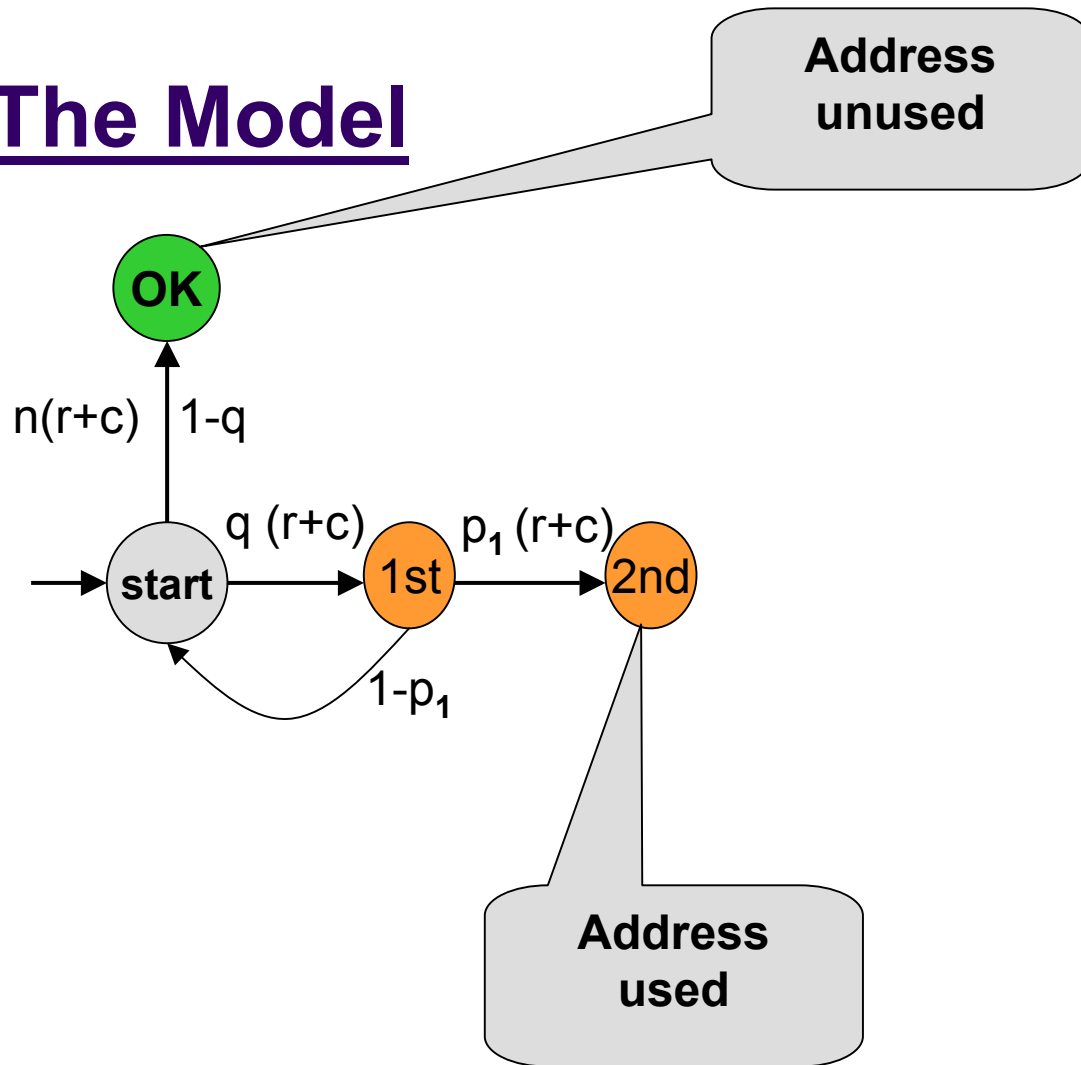 The Model
Address
unused
OK
n(r+c) 1-q
q (r+c)
p₁ (r+c)
start
1st
2nd
1-p₁
Address
used